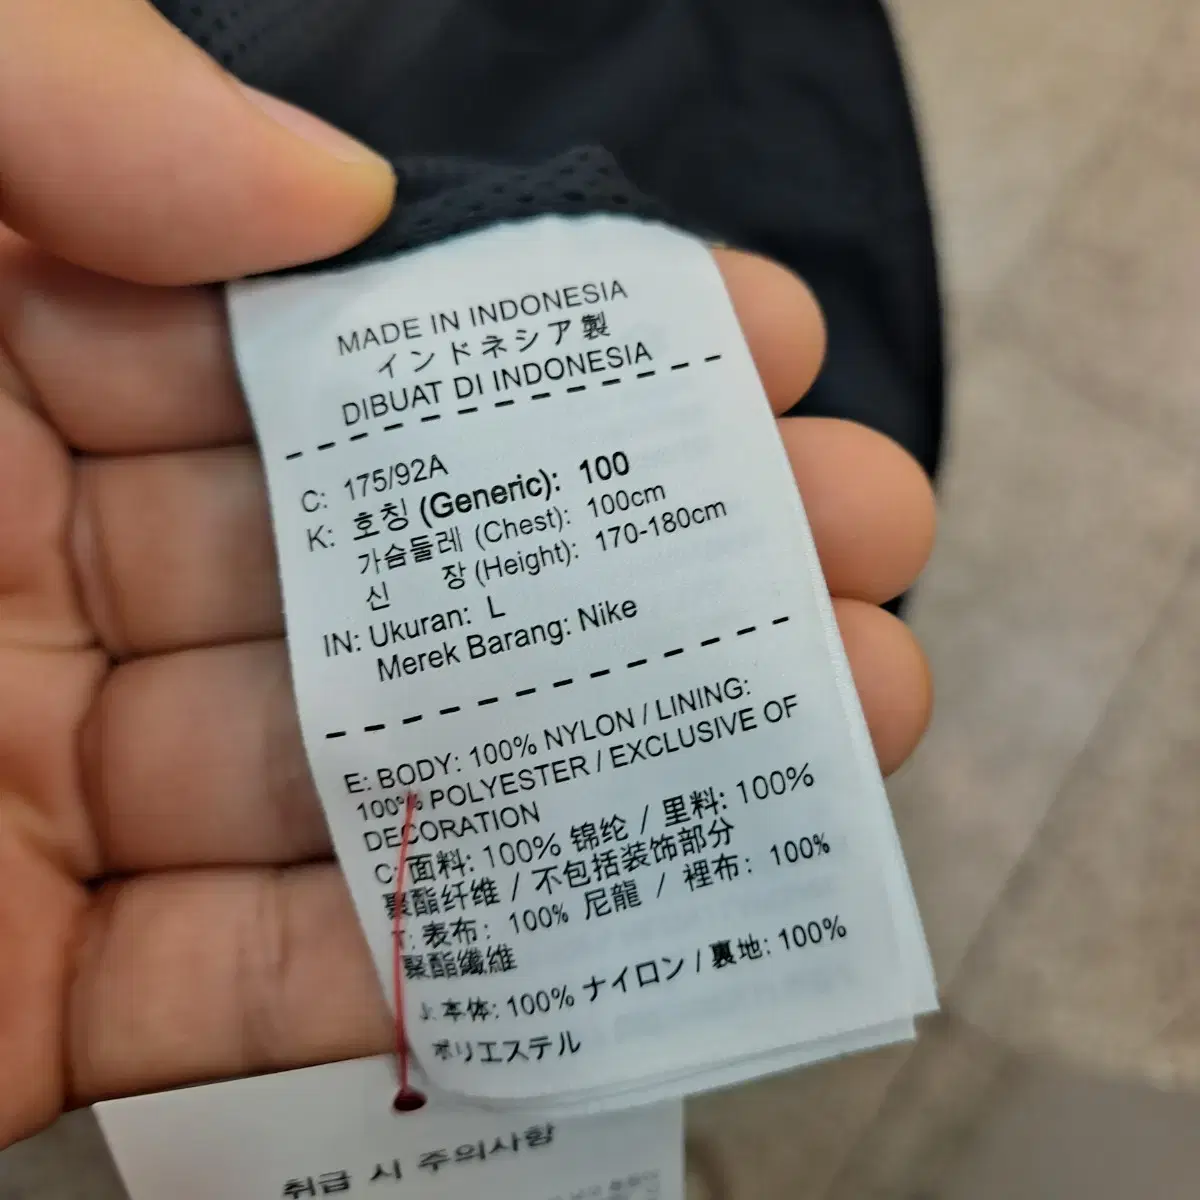 MADE IN INDONESIA
インドネシア製
DIBUAT DI INDONESIA
C: 175/92A
K: 호칭 (Generic): 100
가슴둘레 (Chest): 100cm
신 장 (Height): 170-180cm
IN: Ukuran: L
Merek Barang: Nike
E: BODY: 100% NYLON / LINING:
100% POLYESTER / EXCLUSIVE OF
DECORATION
C: 面料: 100% 锦纶 / 里料: 100%
聚酯纤维 / 不包括装饰部分
T: 表布: 100% 尼龍 / 裡布: 100%
聚酯纖維
J: 本体: 100% ナイロン / 裏地: 100%
ポリエステル
취급 시 주의사항